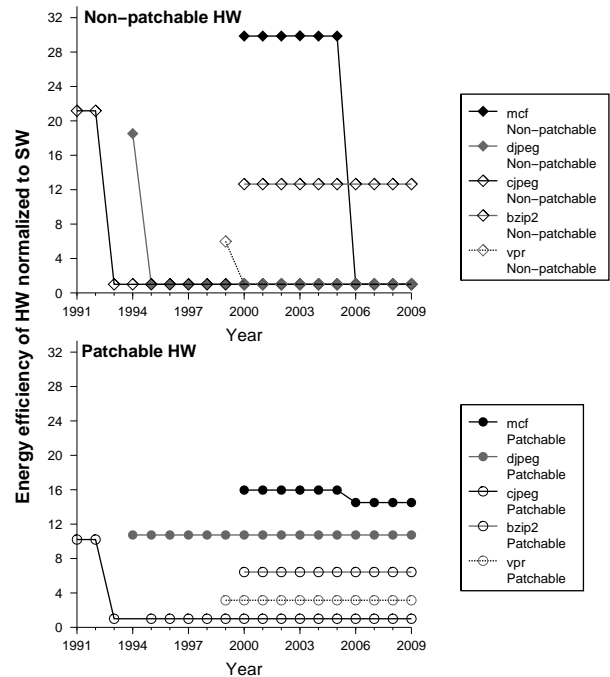 Energy efficiency of HW normalized to SW
Non-patchable HW
32
28
24
20
16
12
8
4
0
1991
1994
1997
2000
2003
2006
2009
Year
mcf
Non-patchable
djpeg
Non-patchable
cjpeg
Non-patchable
bzip2
Non-patchable
vpr
Non-patchable
Patchable HW
32
28
24
20
16
12
8
4
0
1991
1994
1997
2000
2003
2006
2009
Year
mcf
Patchable
djpeg
Patchable
cjpeg
Patchable
bzip2
Patchable
vpr
Patchable